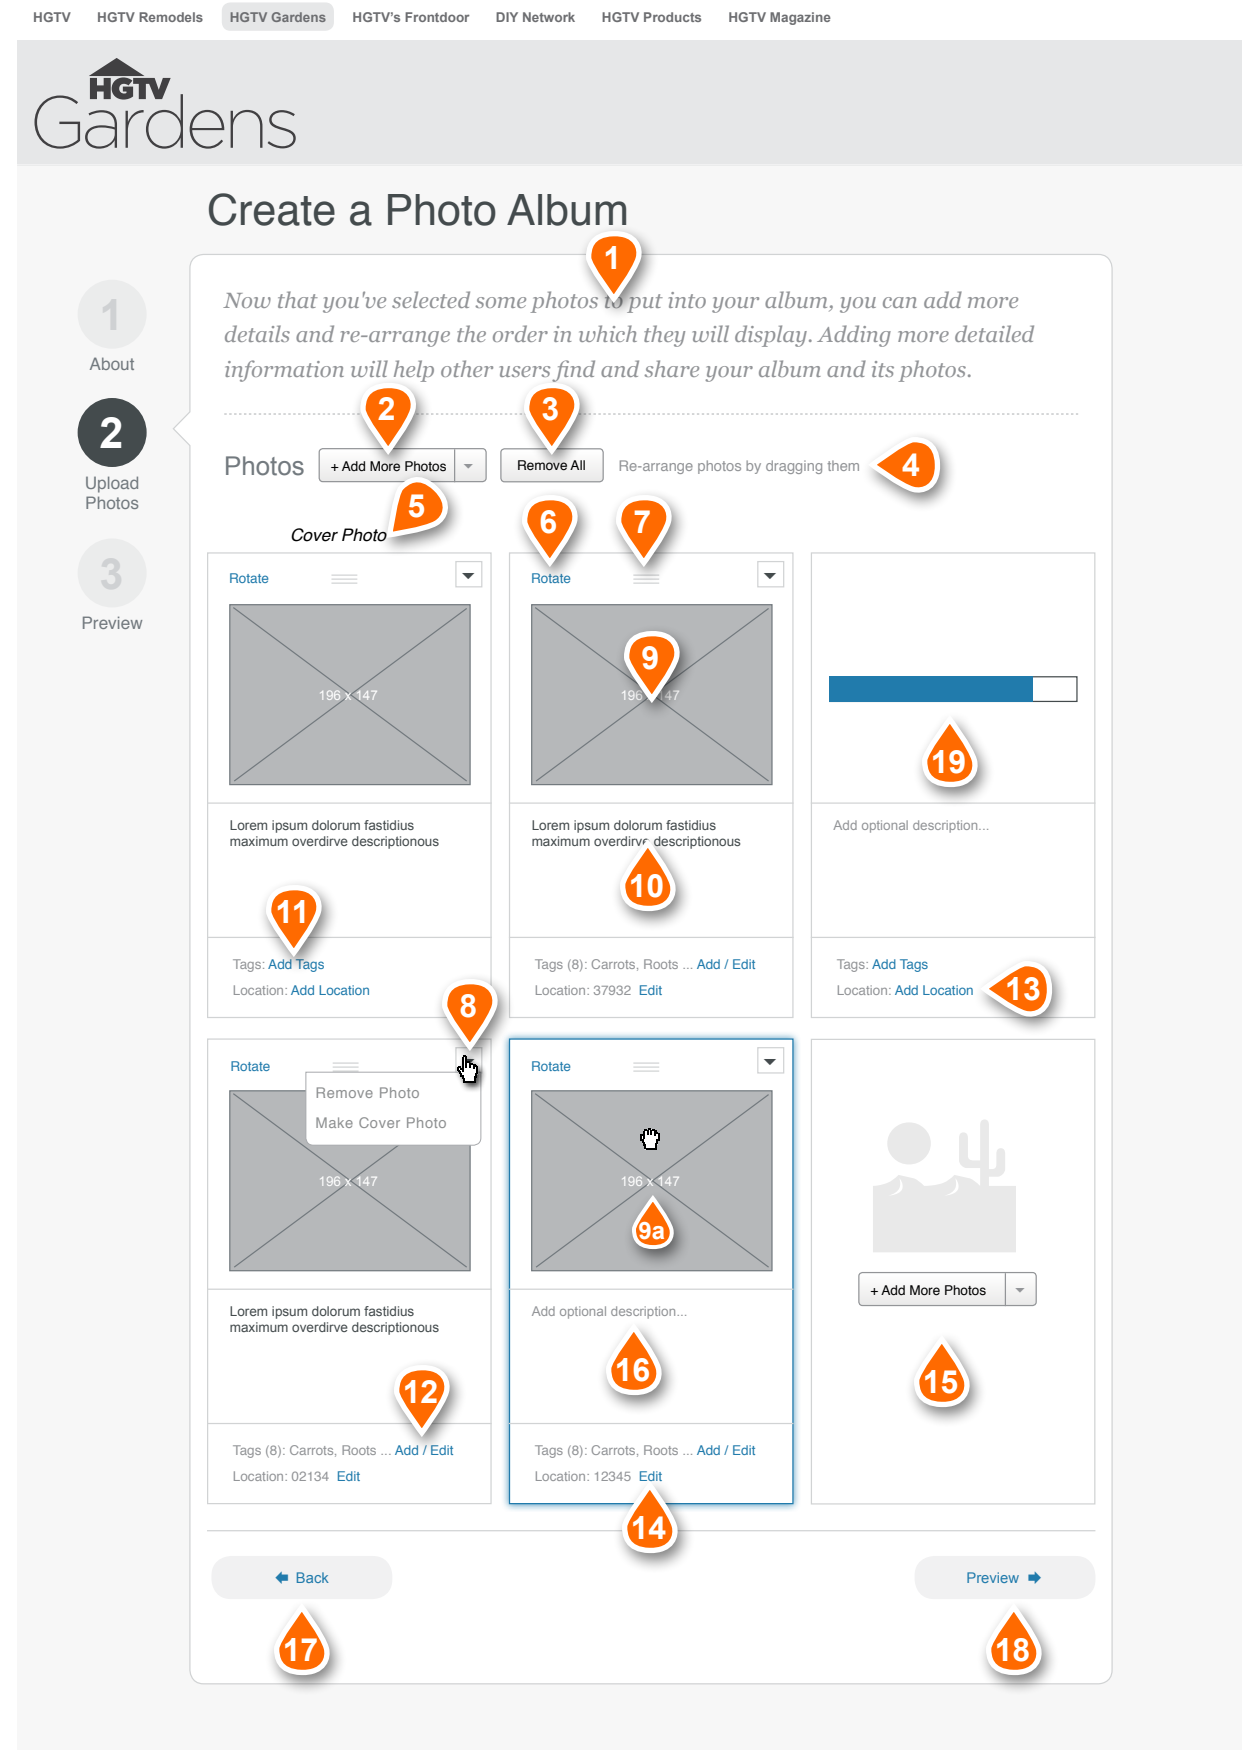 HGTV HGTV Remodels HGTV Gardens HGTV's Frontdoor DIY Network HGTV Products HGTV Magazine
HGTV
Gardens
Create a Photo Album
1
Now that you've selected some photos to put into your album, you can add more
details and re-arrange the order in which they will display. Adding more detailed
information will help other users find and share your album and its photos.
1
About
2
Upload
Photos
3
Preview
2 3
Photos + Add More Photos Remove All Re-arrange photos by dragging them 4
5 6 7
Cover Photo
Rotate Rotate
9
196 x 147 196 x 147
19
Lorem ipsum dolorum fastidius
maximum overdirve descriptionous
Lorem ipsum dolorum fastidius
maximum overdirve descriptionous
Add optional description...
10
11
Tags: Add Tags
Location: Add Location
Tags (8): Carrots, Roots ... Add / Edit
Location: 37932 Edit
Tags: Add Tags
Location: Add Location 13
8
Rotate
Remove Photo
Make Cover Photo
196 x 147
Rotate
196 x 147
9a
+ Add More Photos
15
Lorem ipsum dolorum fastidius
maximum overdirve descriptionous
Add optional description...
16
12
Tags (8): Carrots, Roots ... Add / Edit
Location: 02134 Edit
Tags (8): Carrots, Roots ... Add / Edit
Location: 12345 Edit
14
Back Preview
17 18